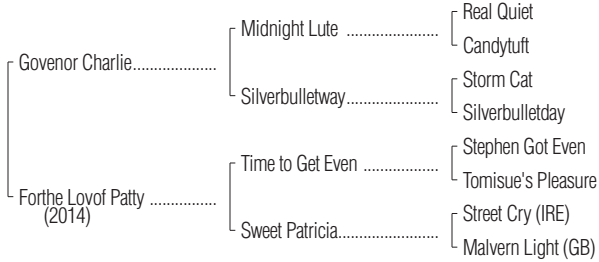 Real Quiet
Midnight Lute ....................
Candytuft
Govenor Charlie....................
Storm Cat
Silverbulletway......................
Silverbulletday
Stephen Got Even
Time to Get Even ..................
Tomisue's Pleasure
Forthe Lovof Patty ................
(2014)
Street Cry (IRE)
Sweet Patricia........................
Malvern Light (GB)